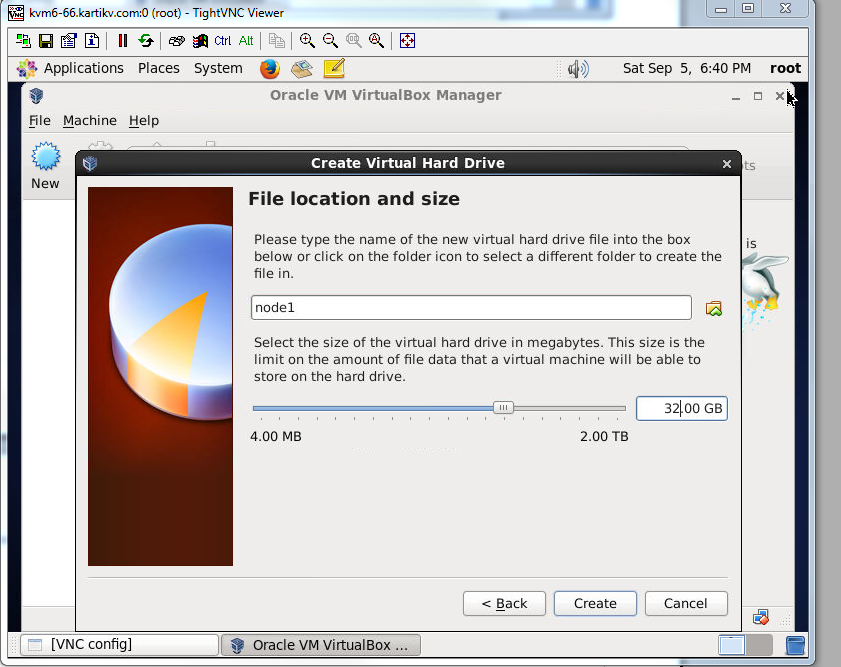 kvm6-66.kartikv.com:0 (root) - TightVNC Viewer
Ctrl Alt
Applications Places System Sat Sep 5, 6:40 PM root
Oracle VM VirtualBox Manager
File Machine Help
New
Create Virtual Hard Drive
File location and size
Please type the name of the new virtual hard drive file into the box
below or click on the folder icon to select a different folder to create the
file in.
is
node1
Select the size of the virtual hard drive in megabytes. This size is the
limit on the amount of file data that a virtual machine will be able to
store on the hard drive.
32.00 GB
4.00 MB 2.00 TB
< Back Create Cancel
[VNC config] Oracle VM VirtualBox ...